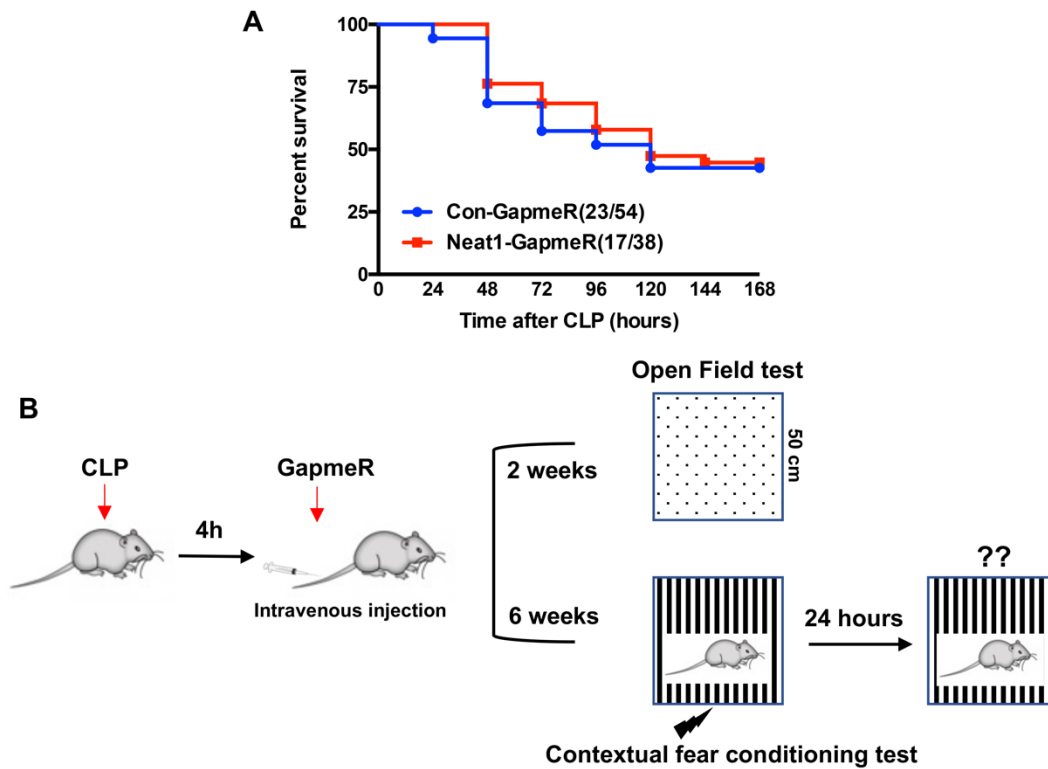 A
Percent survival
100
75
50
25
0
Con-GapmeR(23/54)
Neat1-GapmeR(17/38)
0 24 48 72 96 120 144 168
Time after CLP (hours)
B
CLP
4h
GapmeR
Intravenous injection
2 weeks
6 weeks
Open Field test
50 cm
24 hours
??
Contextual fear conditioning test